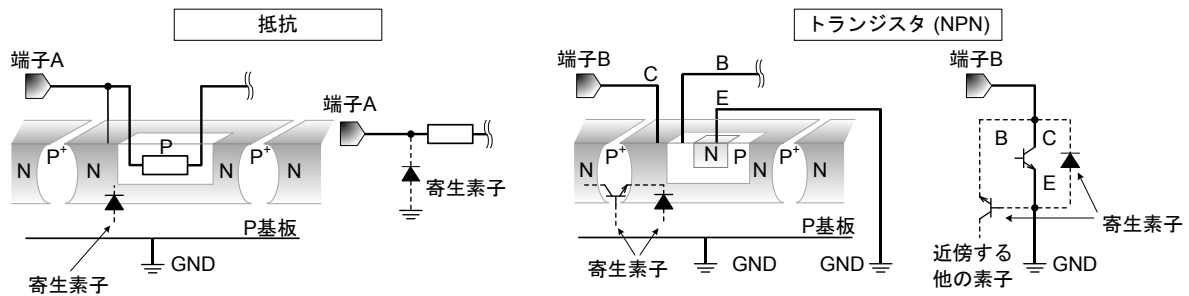 抵抗
端子A
N
P+
N
P
P+
N
N
P基板
寄生素子
GND
端子A
寄生素子
トランジスタ (NPN)
端子B
C
B
E
N
P+
N
N
P
P+
N
N
P基板
寄生素子
GND
GND
端子B
B
C
E
寄生素子
近傍する
他の素子
GND